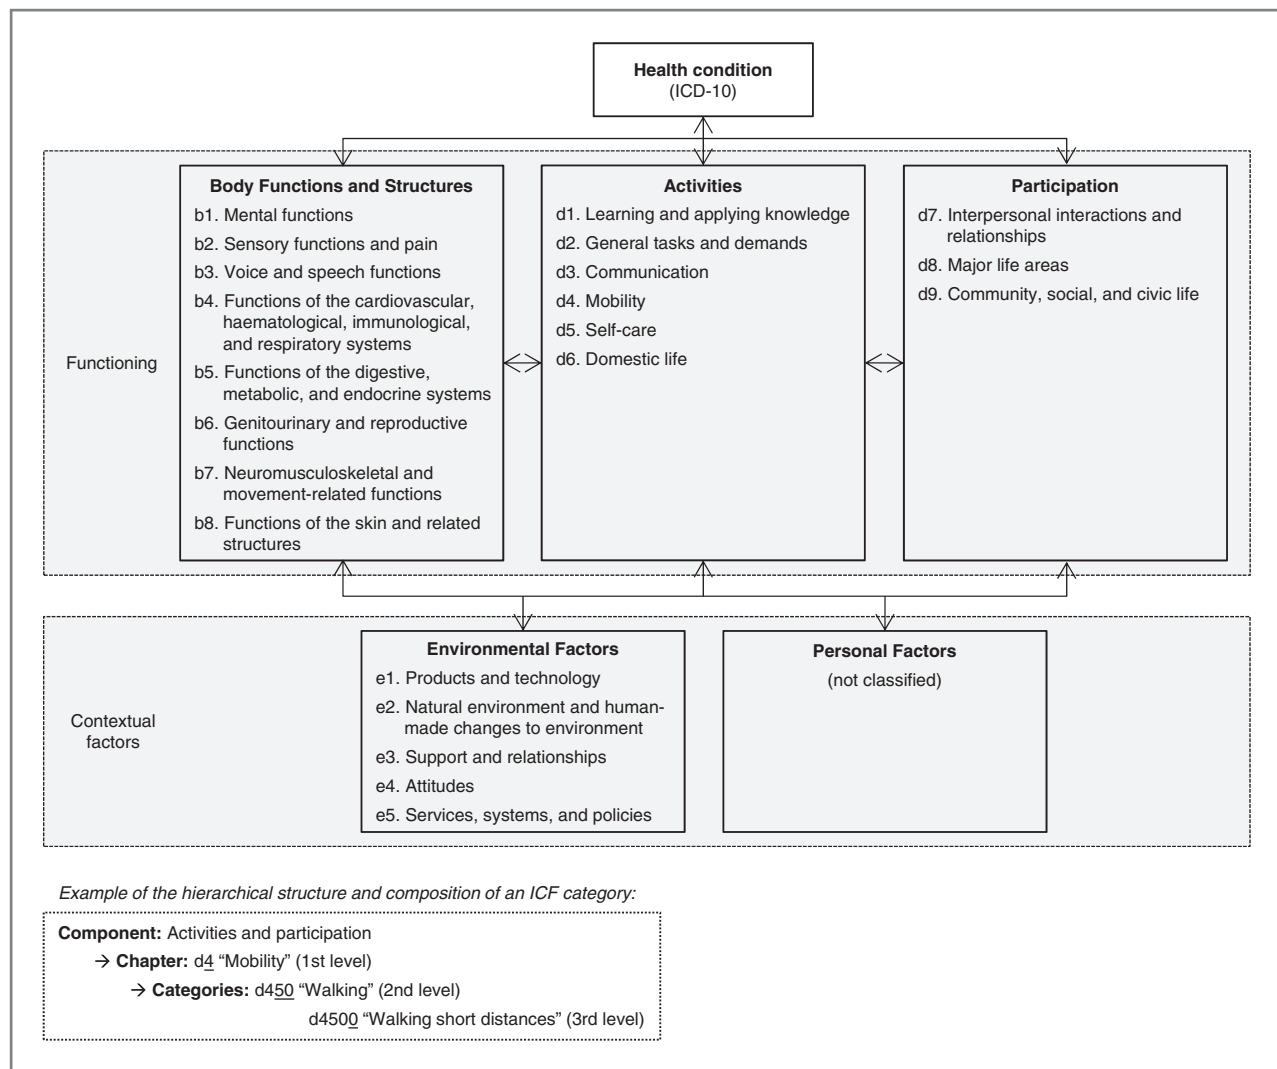 Health condition
(ICD-10)
Functioning
Body Functions and Structures
b1. Mental functions
b2. Sensory functions and pain
b3. Voice and speech functions
b4. Functions of the cardiovascular,
haematological, immunological,
and respiratory systems
b5. Functions of the digestive,
metabolic, and endocrine systems
b6. Genitourinary and reproductive
functions
b7. Neuromusculoskeletal and
movement-related functions
b8. Functions of the skin and related
structures
Activities
d1. Learning and applying knowledge
d2. General tasks and demands
d3. Communication
d4. Mobility
d5. Self-care
d6. Domestic life
Participation
d7. Interpersonal interactions and
relationships
d8. Major life areas
d9. Community, social, and civic life
Contextual
factors
Environmental Factors
e1. Products and technology
e2. Natural environment and human-
made changes to environment
e3. Support and relationships
e4. Attitudes
e5. Services, systems, and policies
Personal Factors
(not classified)
Example of the hierarchical structure and composition of an ICF category:
Component: Activities and participation
→ Chapter: d4 “Mobility” (1st level)
→ Categories: d450 “Walking” (2nd level)
d4500 “Walking short distances” (3rd level)